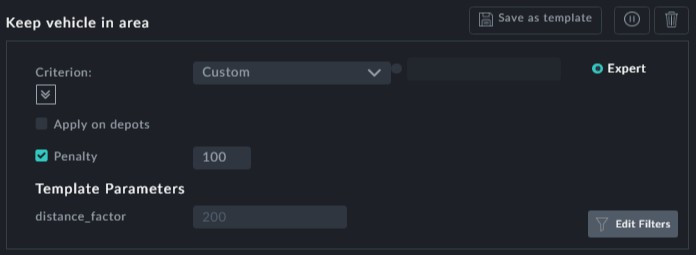 Keep vehicle in area
Save as template
Criterion:
Custom
Expert
Apply on depots
Penalty
100
Template Parameters
distance_factor
200
Edit Filters